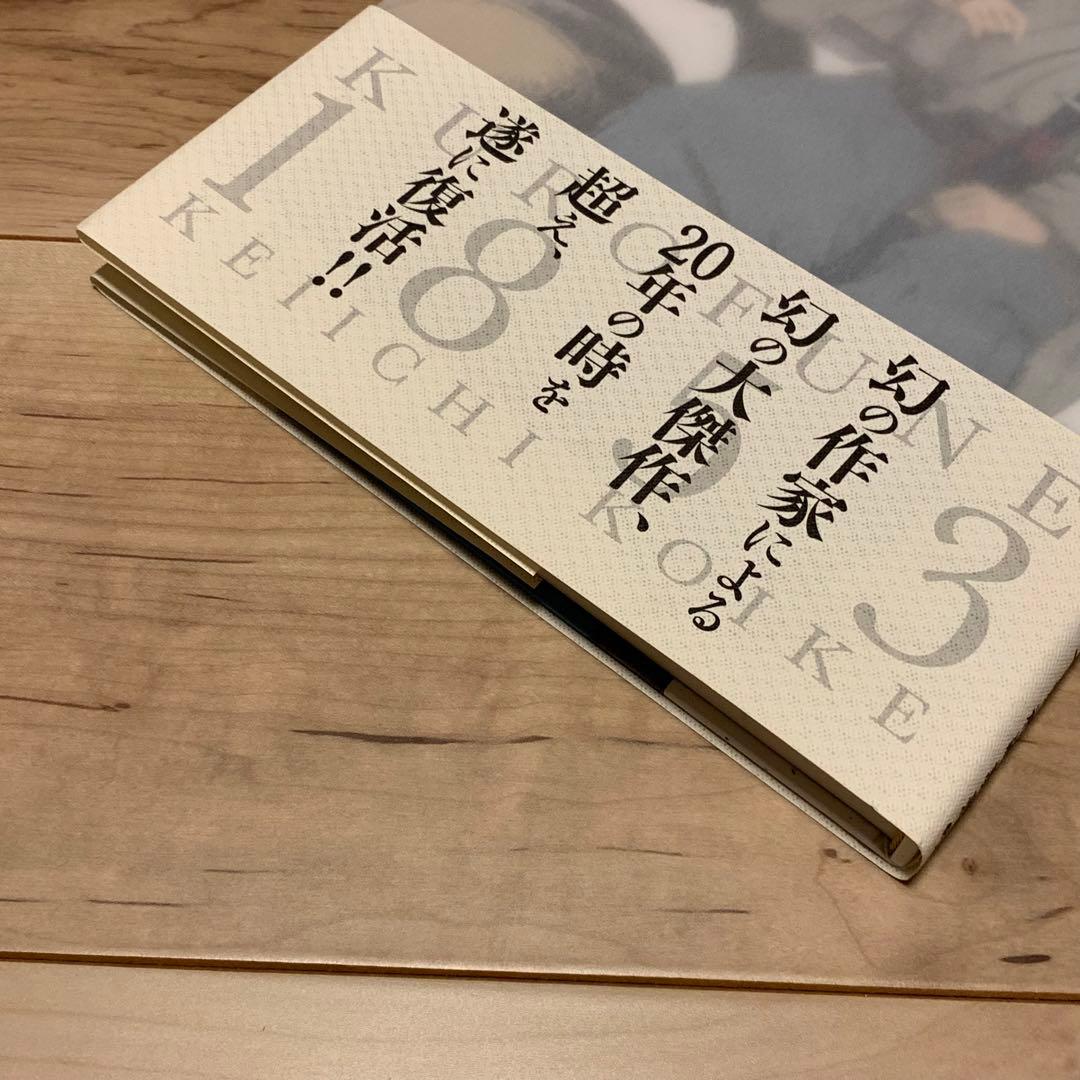 幻の作家による
幻の大傑作、
20年の時を
超え、
遂に復活!!
KUROFUNE
1853
KEIICHI KOIKE